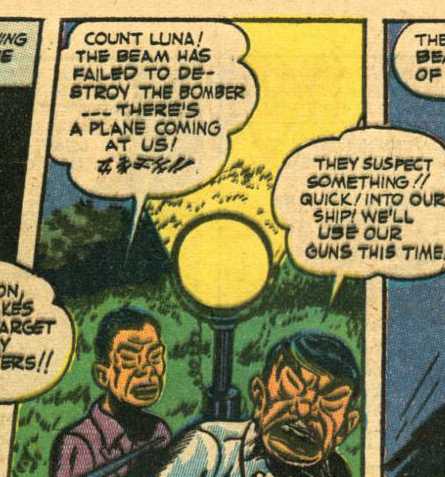 NING
COUNT LUNA!
THE BEAM HAS
FAILED TO DE-
STROY THE BOMBER
--- THERE'S
A PLANE COMING
AT US!
THEY SUSPECT
SOMETHING!!
QUICK! INTO OUR
SHIP! WE'LL
USE OUR
GUNS THIS TIME.
ON,
KES
ARGET
Y
ERS!!
THE
BEA
OF